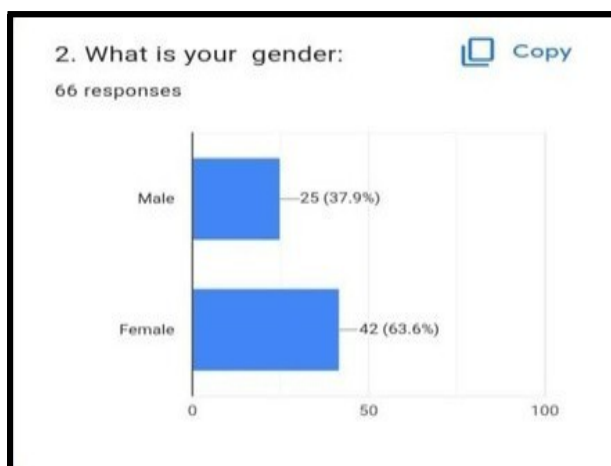 2. What is your gender:
Copy
66 responses
Male
25 (37.9%)
Female
42 (63.6%)
0
50
100